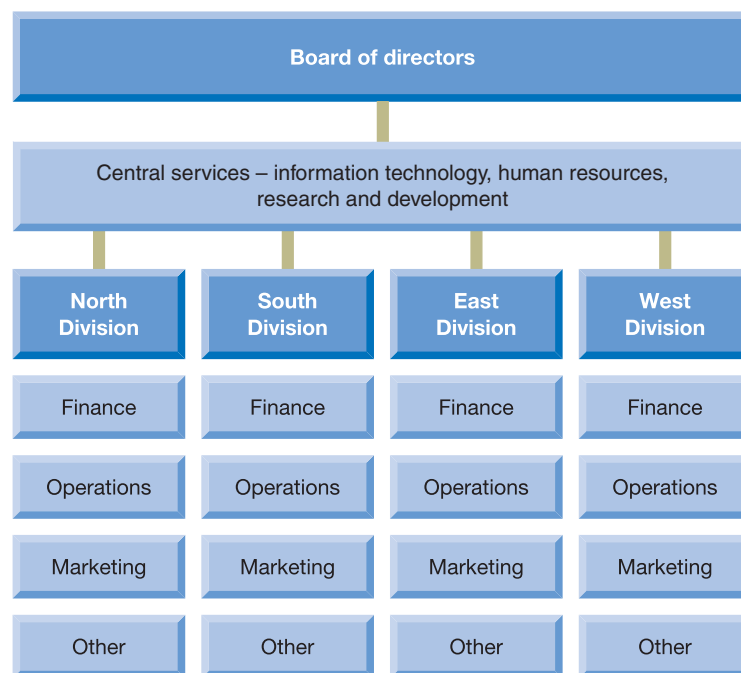 Board of directors
Central services – information technology, human resources,
research and development
North
Division
South
Division
East
Division
West
Division
Finance
Finance
Finance
Finance
Operations
Operations
Operations
Operations
Marketing
Marketing
Marketing
Marketing
Other
Other
Other
Other